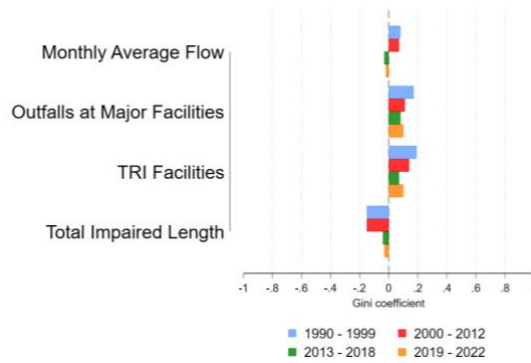 Monthly Average Flow
Outfalls at Major Facilities
TRI Facilities
Total Impaired Length
-1 -.8 -.6 -.4 -.2 0 .2 .4 .6 .8
Gini coefficient
1990 - 1999 2000 - 2012
2013 - 2018 2019 - 2022